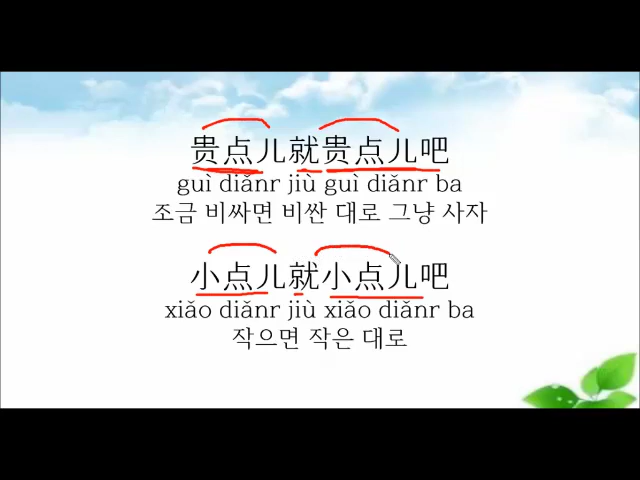 贵点儿就贵点儿吧
guì diǎnr jiù guì diǎnr ba
조금 비싸면 비싼 대로 그냥 사자
小点儿就小点儿吧
xiǎo diǎnr jiù xiǎo diǎnr ba
작으면 작은 대로